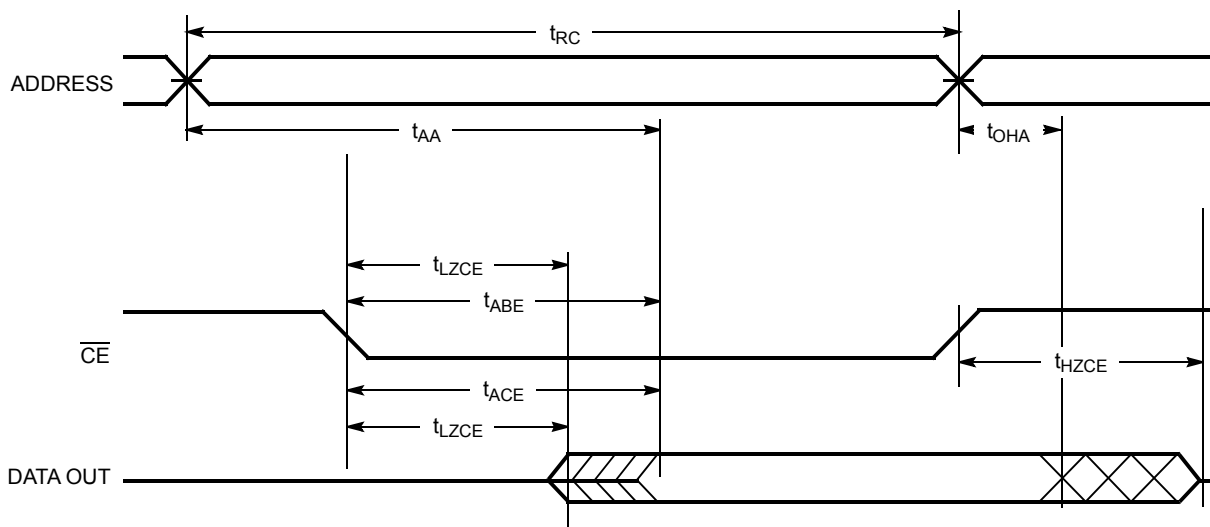 tRC
ADDRESS
tAA
tOHA
tLZCE
tABE
CE
tHZCE
tACE
tLZCE
DATA OUT